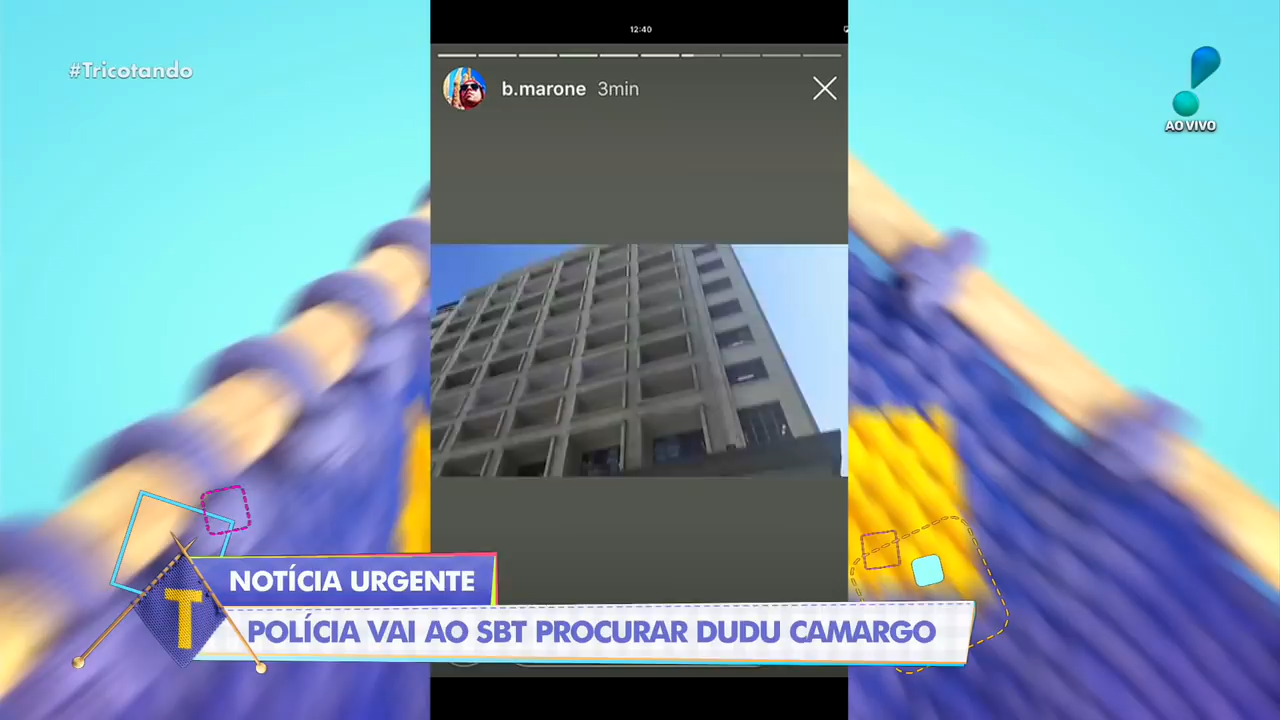 12:40
#Tricotando
b.marone 3min
AO VIVO
NOTÍCIA URGENTE
T
POLÍCIA VAI AO SBT PROCURAR DUDU CAMARGO